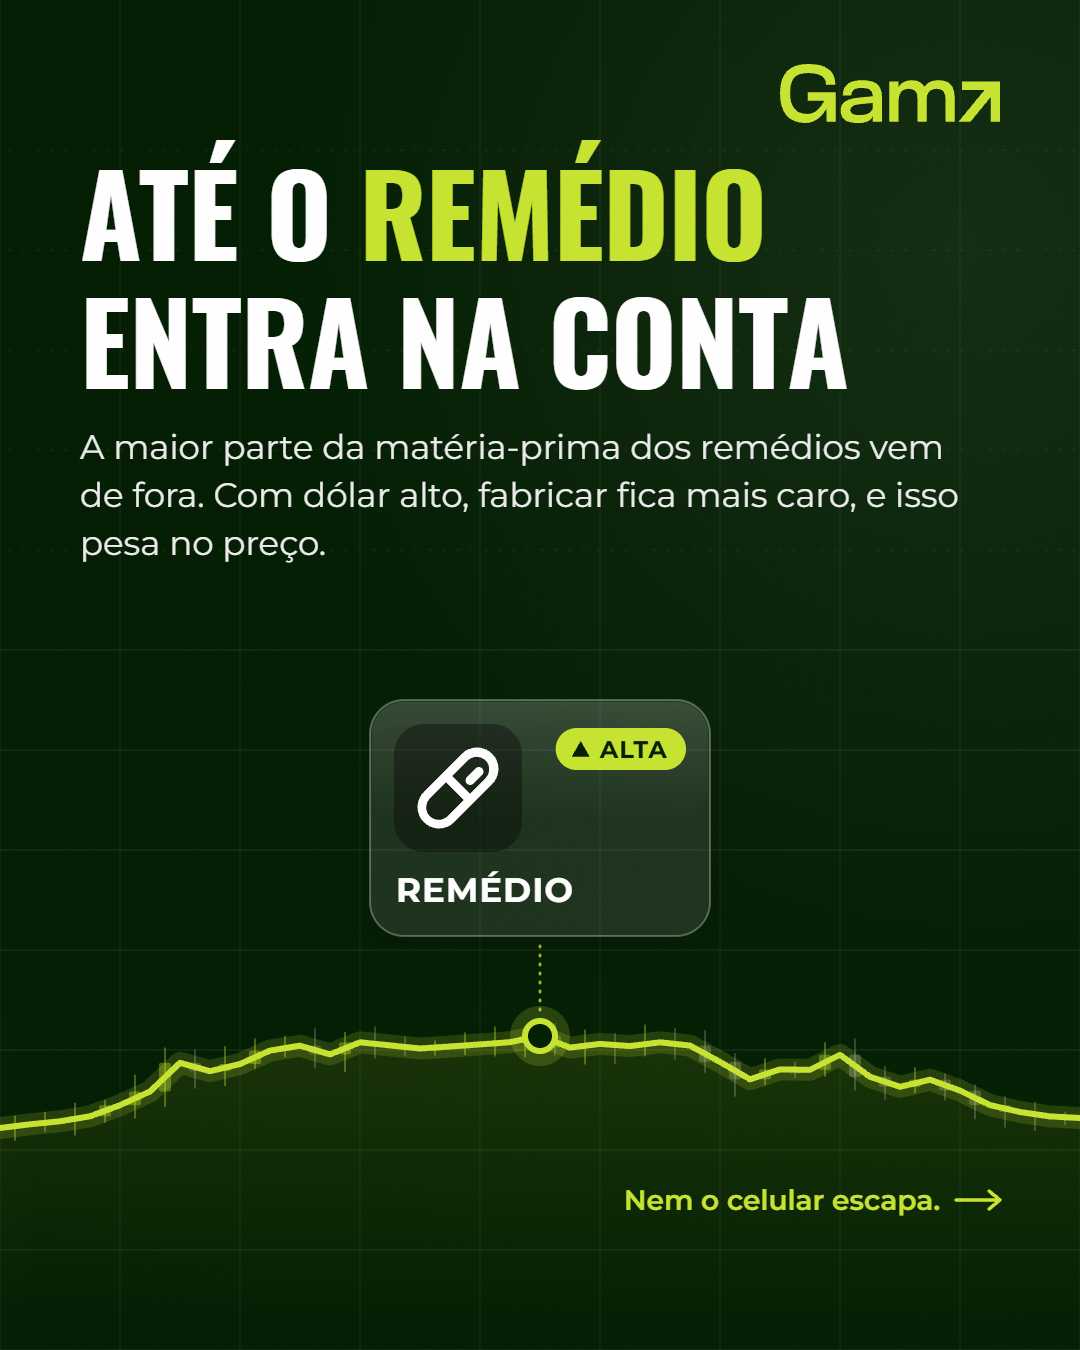 Gam
ATÉ O REMÉDIO
ENTRA NA CONTA
A maior parte da matéria-prima dos remédios vem
de fora. Com dólar alto, fabricar fica mais caro, e isso
pesa no preço.
▲ ALTA
REMÉDIO
Nem o celular escapa. →